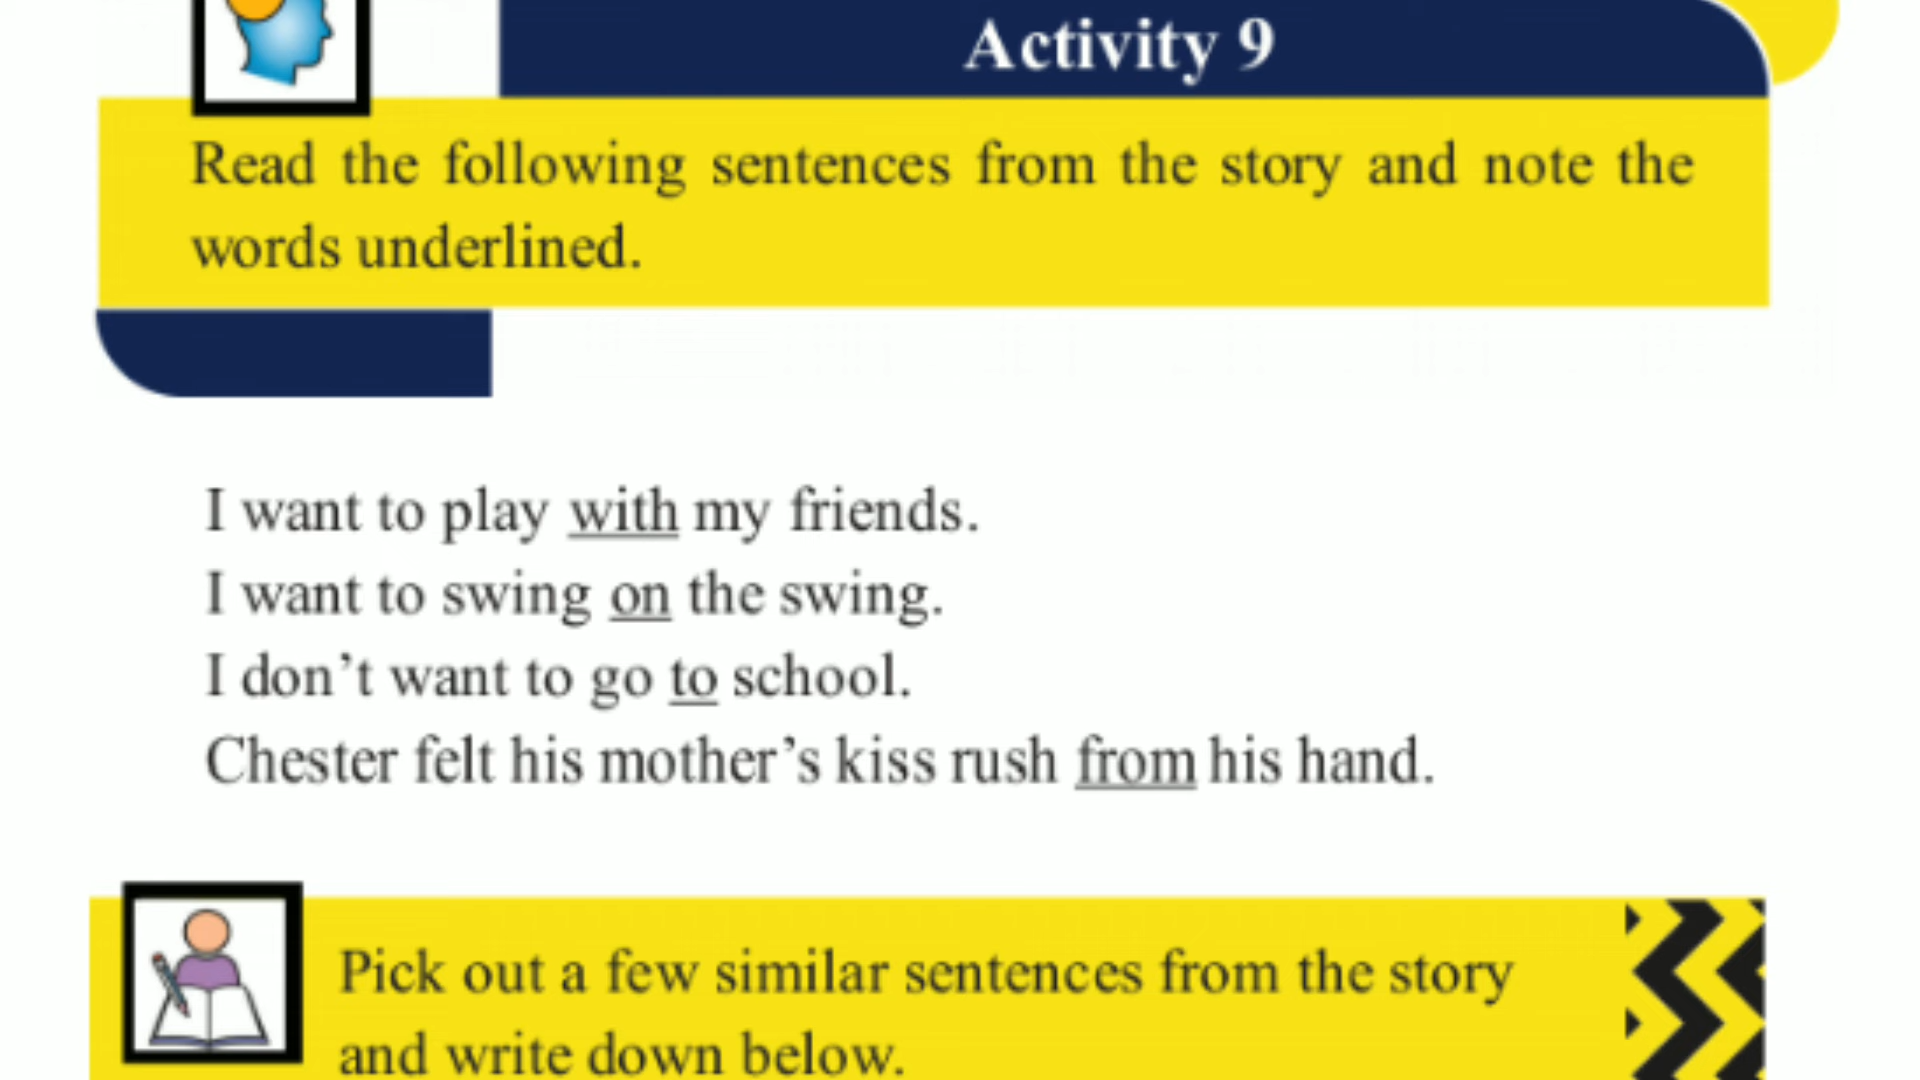 Activity 9
Read the following sentences from the story and note the
words underlined.
I want to play with my friends.
I want to swing on the swing.
I don’t want to go to school.
Chester felt his mother’s kiss rush from his hand.
Pick out a few similar sentences from the story
and write down below.